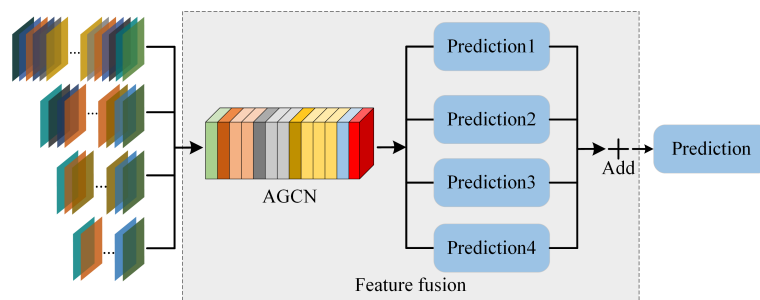 Prediction1
Prediction2
Prediction3
Prediction4
AGCN
Add
Prediction
Feature fusion
...
...
...
...